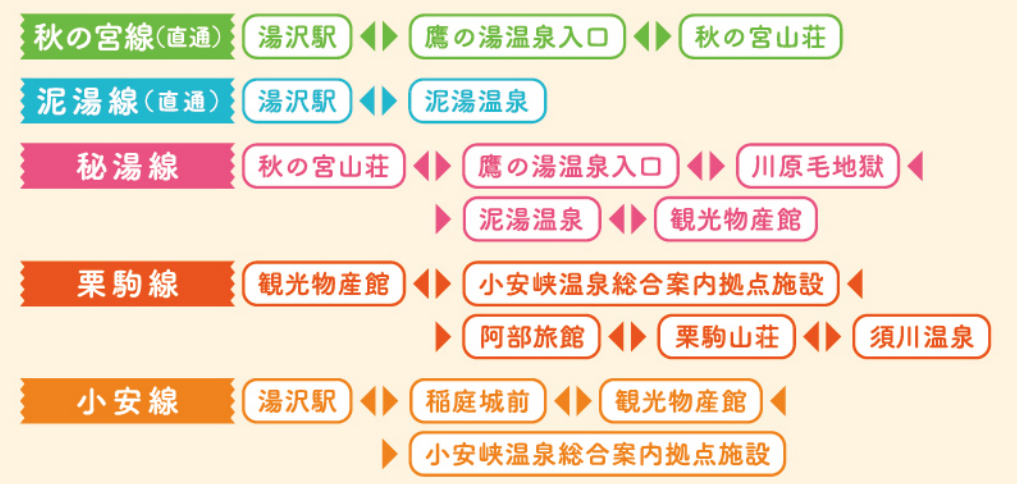 秋の宮線(直通) 湯沢駅 鷹の湯温泉入口 秋の宮山荘
泥湯線(直通) 湯沢駅 泥湯温泉
秘湯線 秋の宮山荘 鷹の湯温泉入口 川原毛地獄
泥湯温泉 観光物産館
栗駒線 観光物産館 小安峡温泉総合案内拠点施設
阿部旅館 栗駒山荘 須川温泉
小安線 湯沢駅 稲庭城前 観光物産館
小安峡温泉総合案内拠点施設